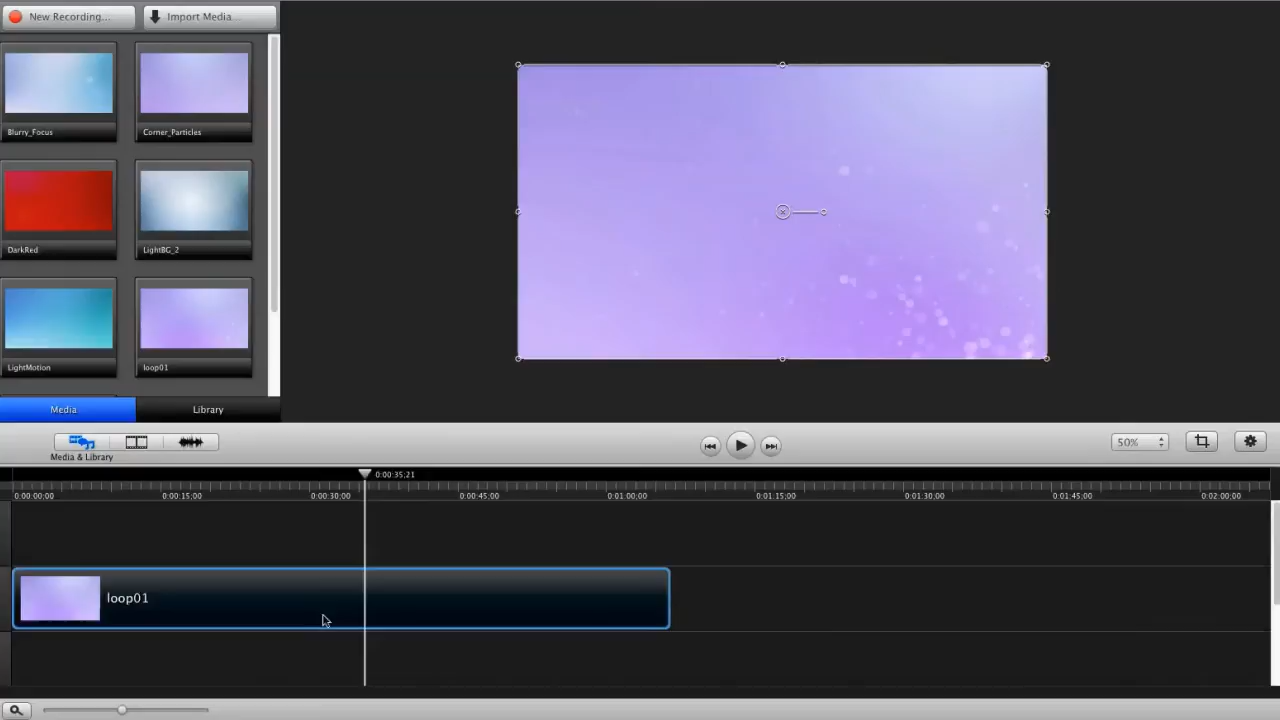 New Recording...
Import Media...
Blurry_Focus
Corner_Particles
DarkRed
LightBG_2
LightMotion
loop01
Media
Library
Media & Library
50%
0:00:35;21
0:00:00;00
0:00:15;00
0:00:30;00
0:00:45;00
0:01:00;00
0:01:15;00
0:01:30;00
0:01:45;00
0:02:00;00
loop01